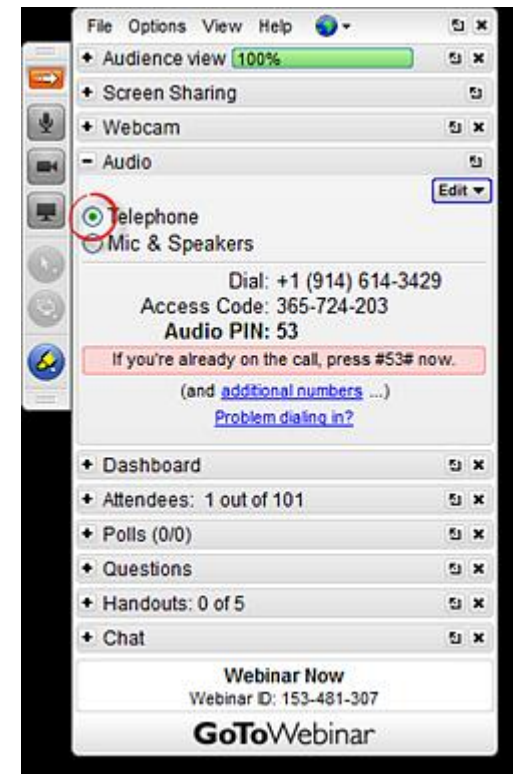 File Options View Help
Audience view 100%
Screen Sharing
Webcam
Audio
Edit
Telephone
Mic & Speakers
Dial: +1 (914) 614-3429
Access Code: 365-724-203
Audio PIN: 53
If you're already on the call, press #53# now.
(and additional numbers ...)
Problem dialing in?
Dashboard
Attendees: 1 out of 101
Polls (0/0)
Questions
Handouts: 0 of 5
Chat
Webinar Now
Webinar ID: 153-481-307
GoToWebinar